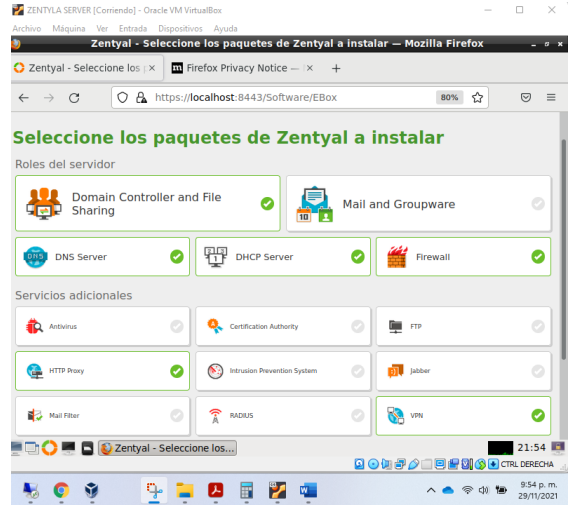 ZENTYLA SERVER [Corriendo] - Oracle VM VirtualBox
Archivo Máquina Ver Entrada Dispositivos Ayuda
Zentyal - Seleccione los paquetes de Zentyal a instalar — Mozilla Firefox
Zentyal - Seleccione los p
Firefox Privacy Notice —
https://localhost:8443/Software/EBox 80%
Seleccione los paquetes de Zentyal a instalar
Roles del servidor
Domain Controller and File Sharing
Mail and Groupware
DNS Server
DHCP Server
Firewall
Servicios adicionales
Antivirus
Certification Authority
FTP
HTTP Proxy
Intrusion Prevention System
Jabber
Mail Filter
RADIUS
VPN
Zentyal - Seleccione los...
21:54
CTRL DERECHA
9:54 p. m.
29/11/2021